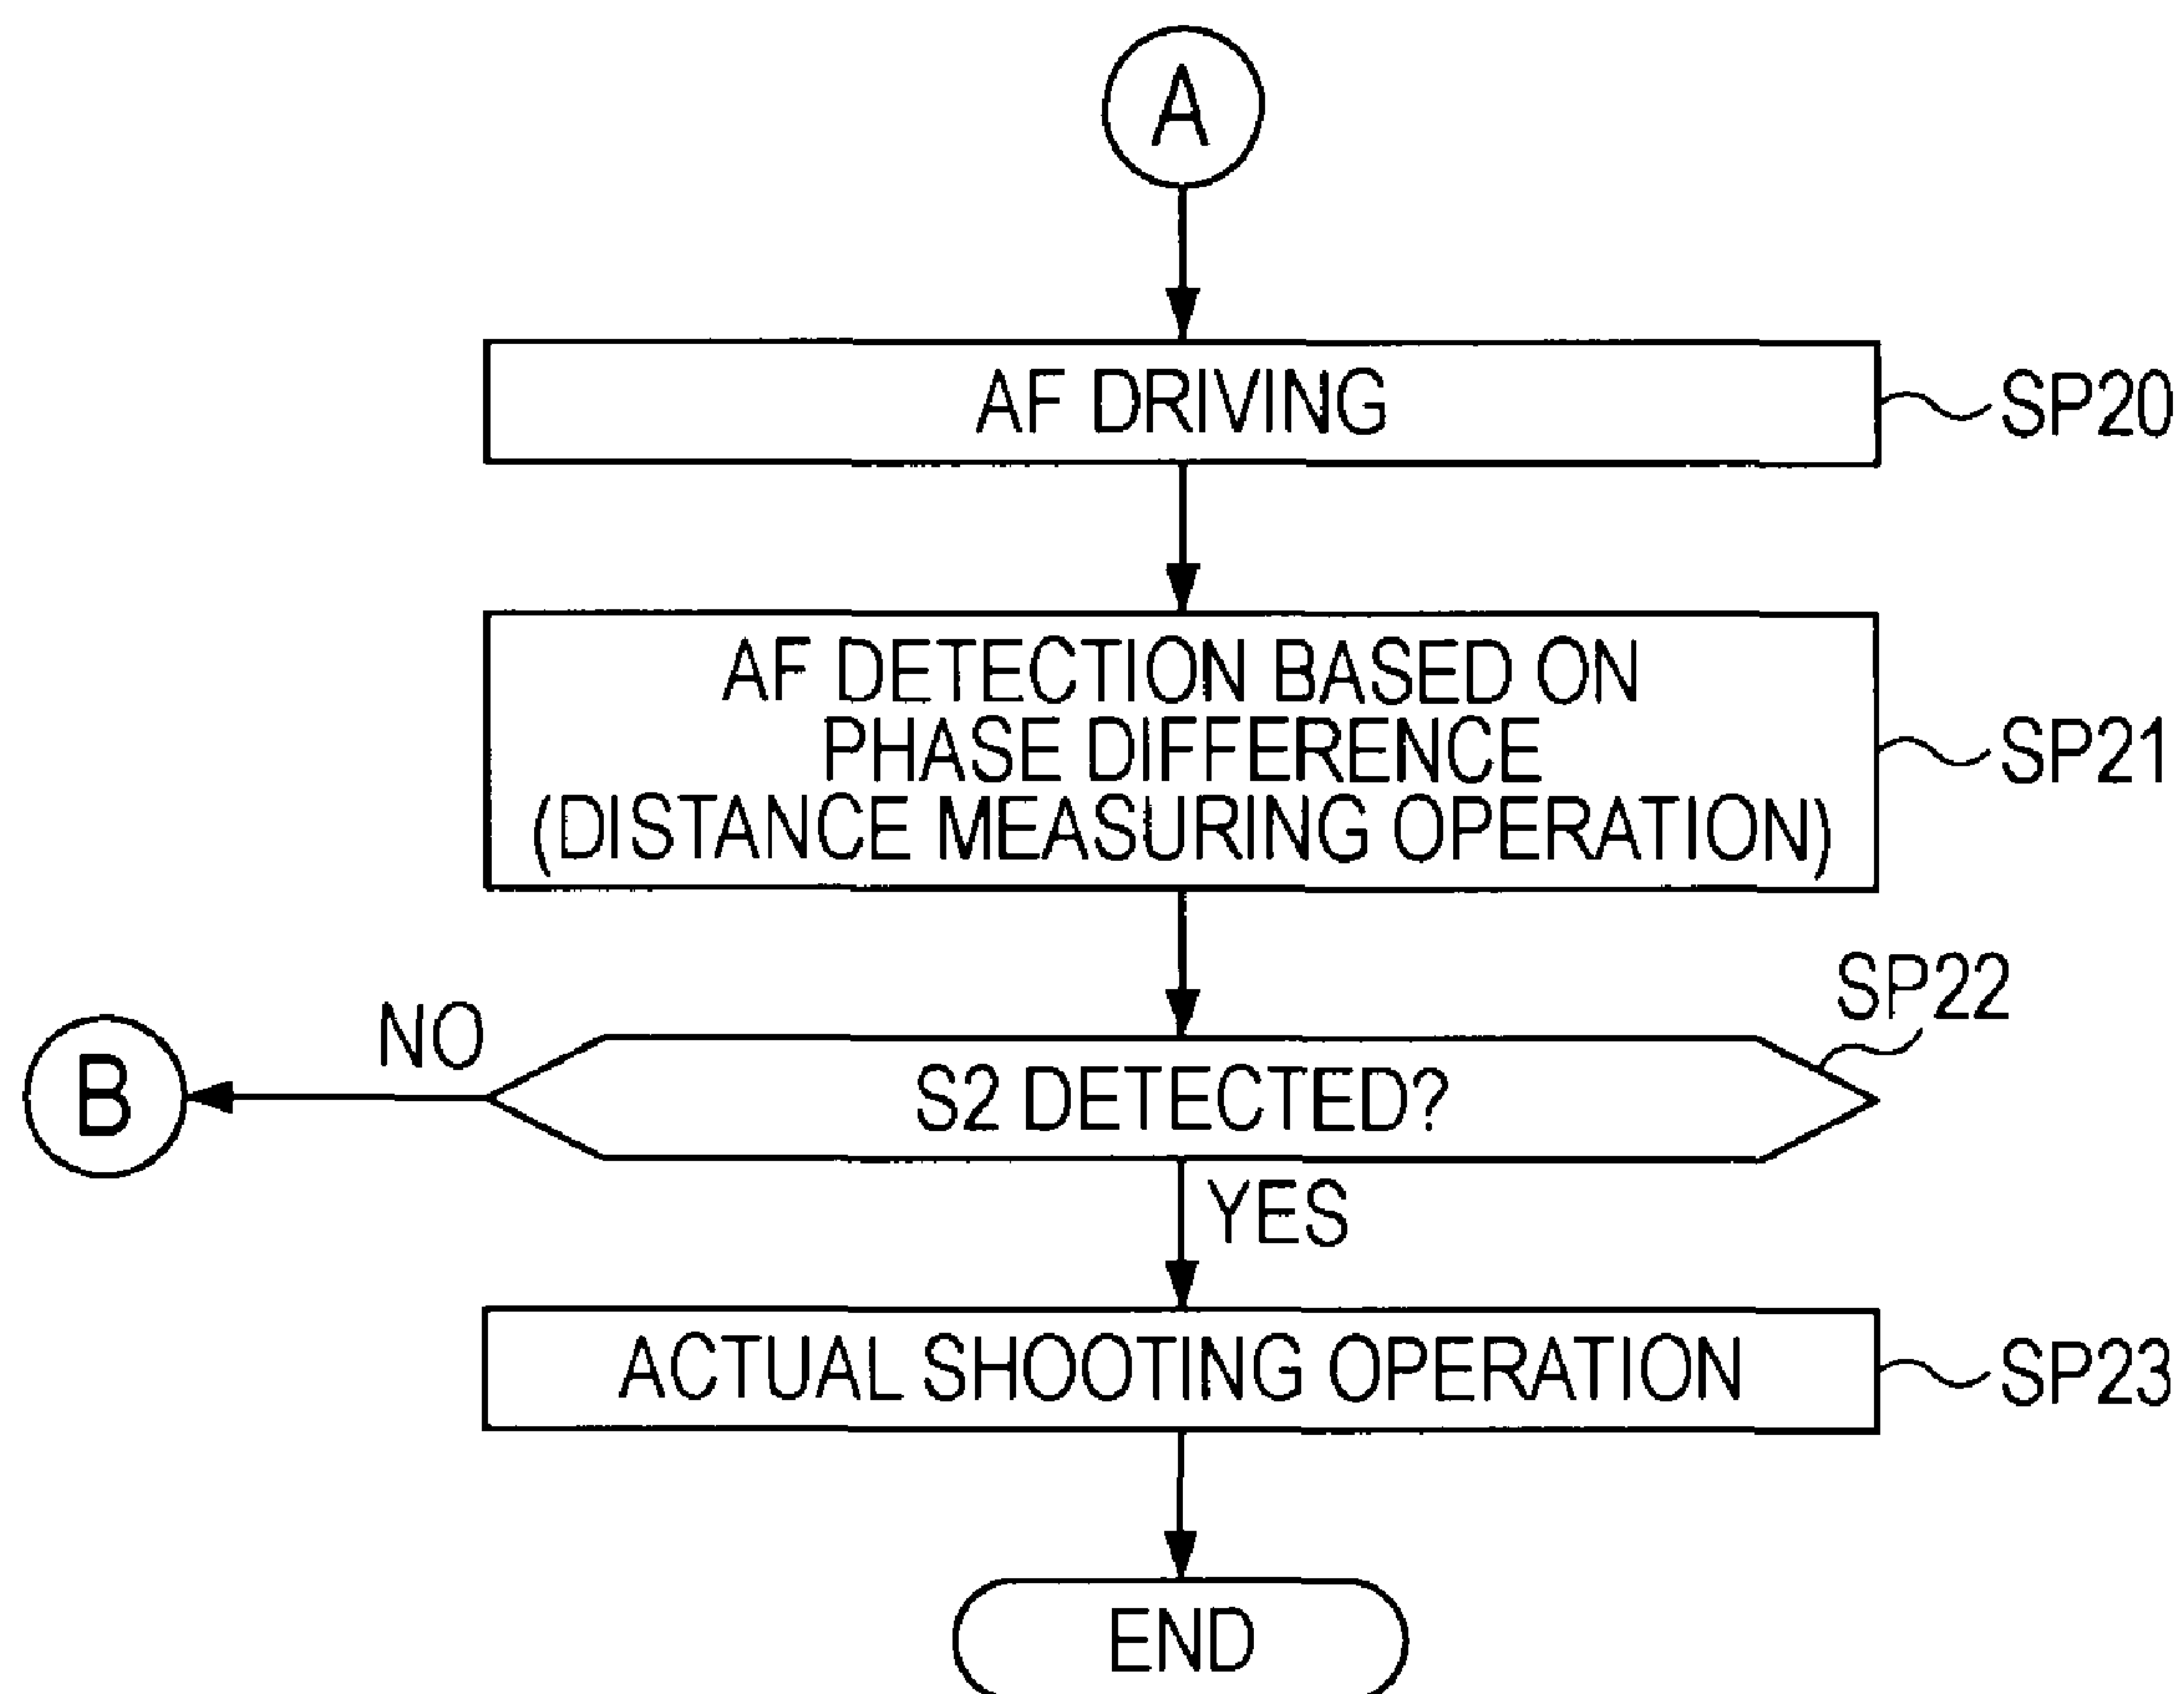 A
AF DRIVING
SP20
AF DETECTION BASED ON
PHASE DIFFERENCE
(DISTANCE MEASURING OPERATION)
SP21
SP22
NO
B
S2 DETECTED?
YES
ACTUAL SHOOTING OPERATION
SP23
END